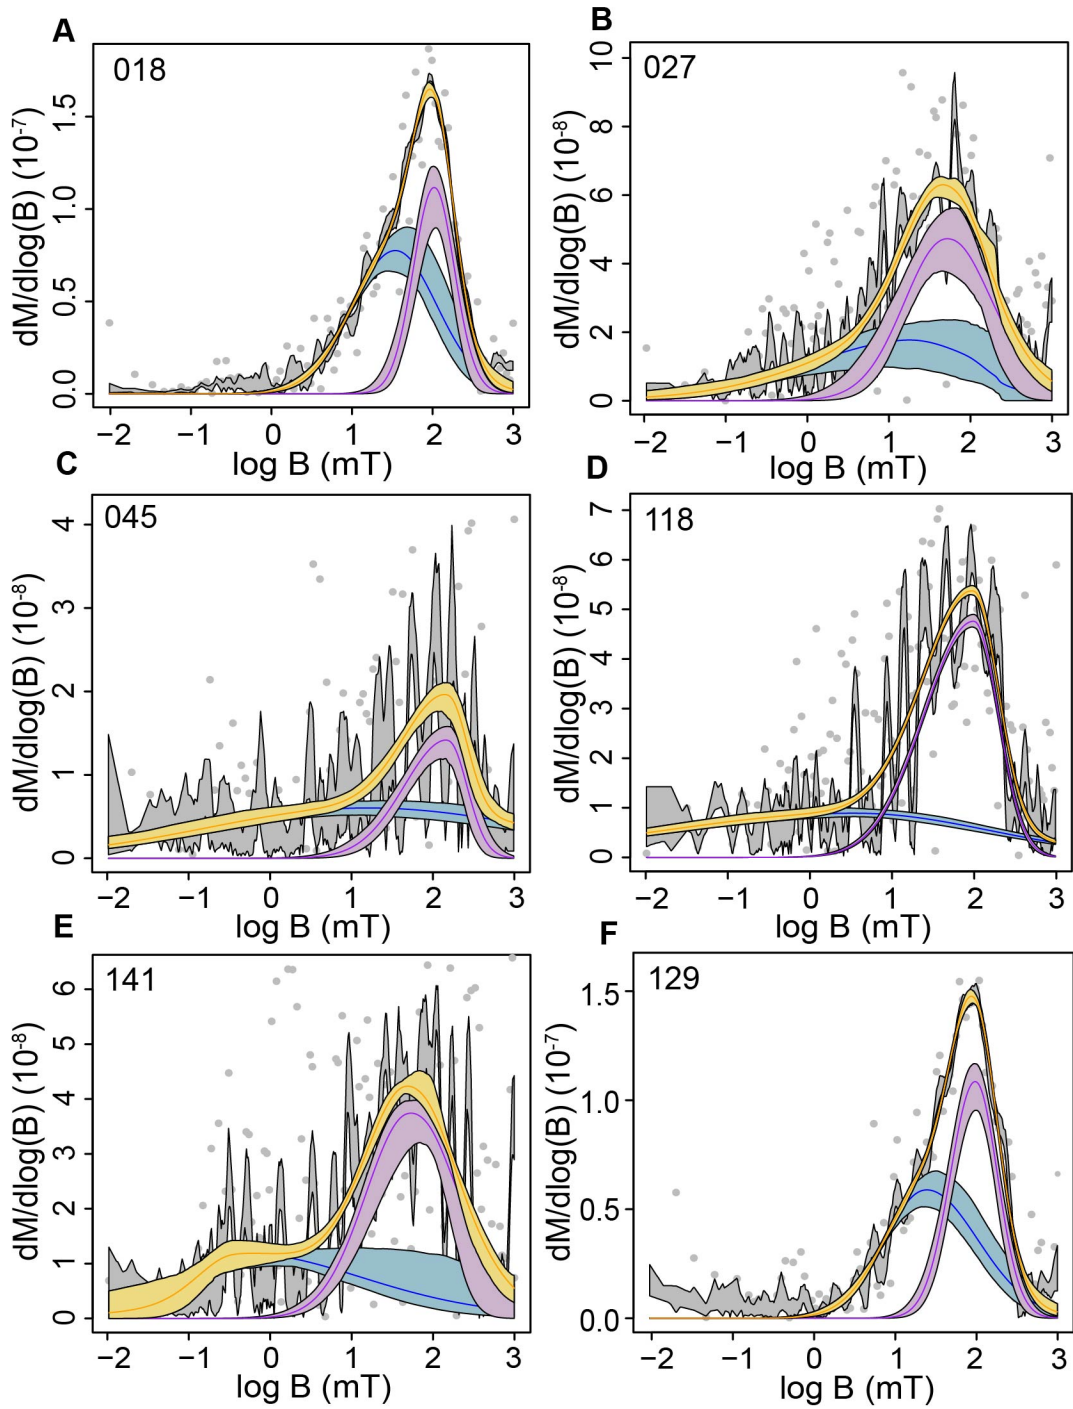 A
018
dM/dlog(B) (10⁻⁷)
0.0 0.5 1.0 1.5
−2 −1 0 1 2 3
log B (mT)
B
027
dM/dlog(B) (10⁻⁸)
0 2 4 6 8 10
−2 −1 0 1 2 3
log B (mT)
C
045
dM/dlog(B) (10⁻⁸)
0 1 2 3 4
−2 −1 0 1 2 3
log B (mT)
D
118
dM/dlog(B) (10⁻⁸)
0 1 2 3 4 5 6 7
−2 −1 0 1 2 3
log B (mT)
E
141
dM/dlog(B) (10⁻⁸)
0 1 2 3 4 5 6
−2 −1 0 1 2 3
log B (mT)
F
129
dM/dlog(B) (10⁻⁷)
0.0 0.5 1.0 1.5
−2 −1 0 1 2 3
log B (mT)